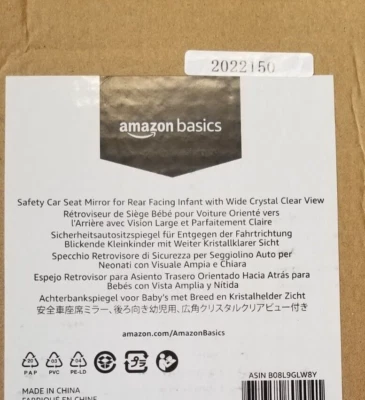 2022150
amazon basics
Safety Car Seat Mirror for Rear Facing Infant with Wide Crystal Clear View
Rétroviseur de Siège Bébé pour Voiture Orienté vers
l'Arrière avec Vision Large et Parfaitement Claire
Sicherheitsautositzspiegel für Entgegen der Fahrtrichtung
Blickende Kleinkinder mit Weiter Kristallklarer Sicht
Specchio Retrovisore di Sicurezza per Seggiolino Auto per
Neonati con Visuale Ampia e Chiara
Espejo Retrovisor para Asiento Trasero Orientado Hacia Atrás para
Bebés con Vista Amplia y Nítida
Achterbankspiegel voor Baby's met Breed en Kristalhelder Zicht
安全車座席ミラー、後ろ向き幼児用、広角クリスタルクリアビュー付き
amazon.com/AmazonBasics
PAP PVC PE-LD
ASIN B08L9GLWBY
MADE IN CHINA
FABRIQUÉ EN CHINE